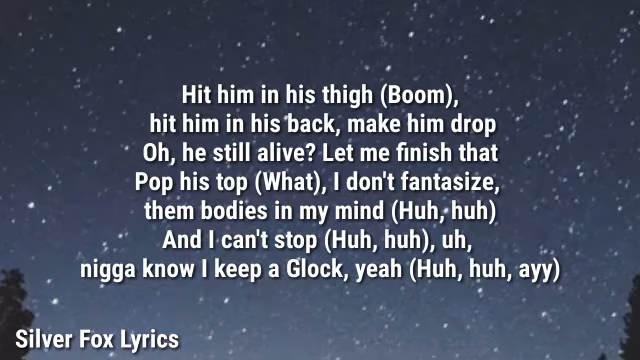 Hit him in his thigh (Boom),
hit him in his back, make him drop
Oh, he still alive? Let me finish that
Pop his top (What), I don't fantasize,
them bodies in my mind (Huh, huh)
And I can't stop (Huh, huh), uh,
nigga know I keep a Glock, yeah (Huh, huh, ayy)
Silver Fox Lyrics